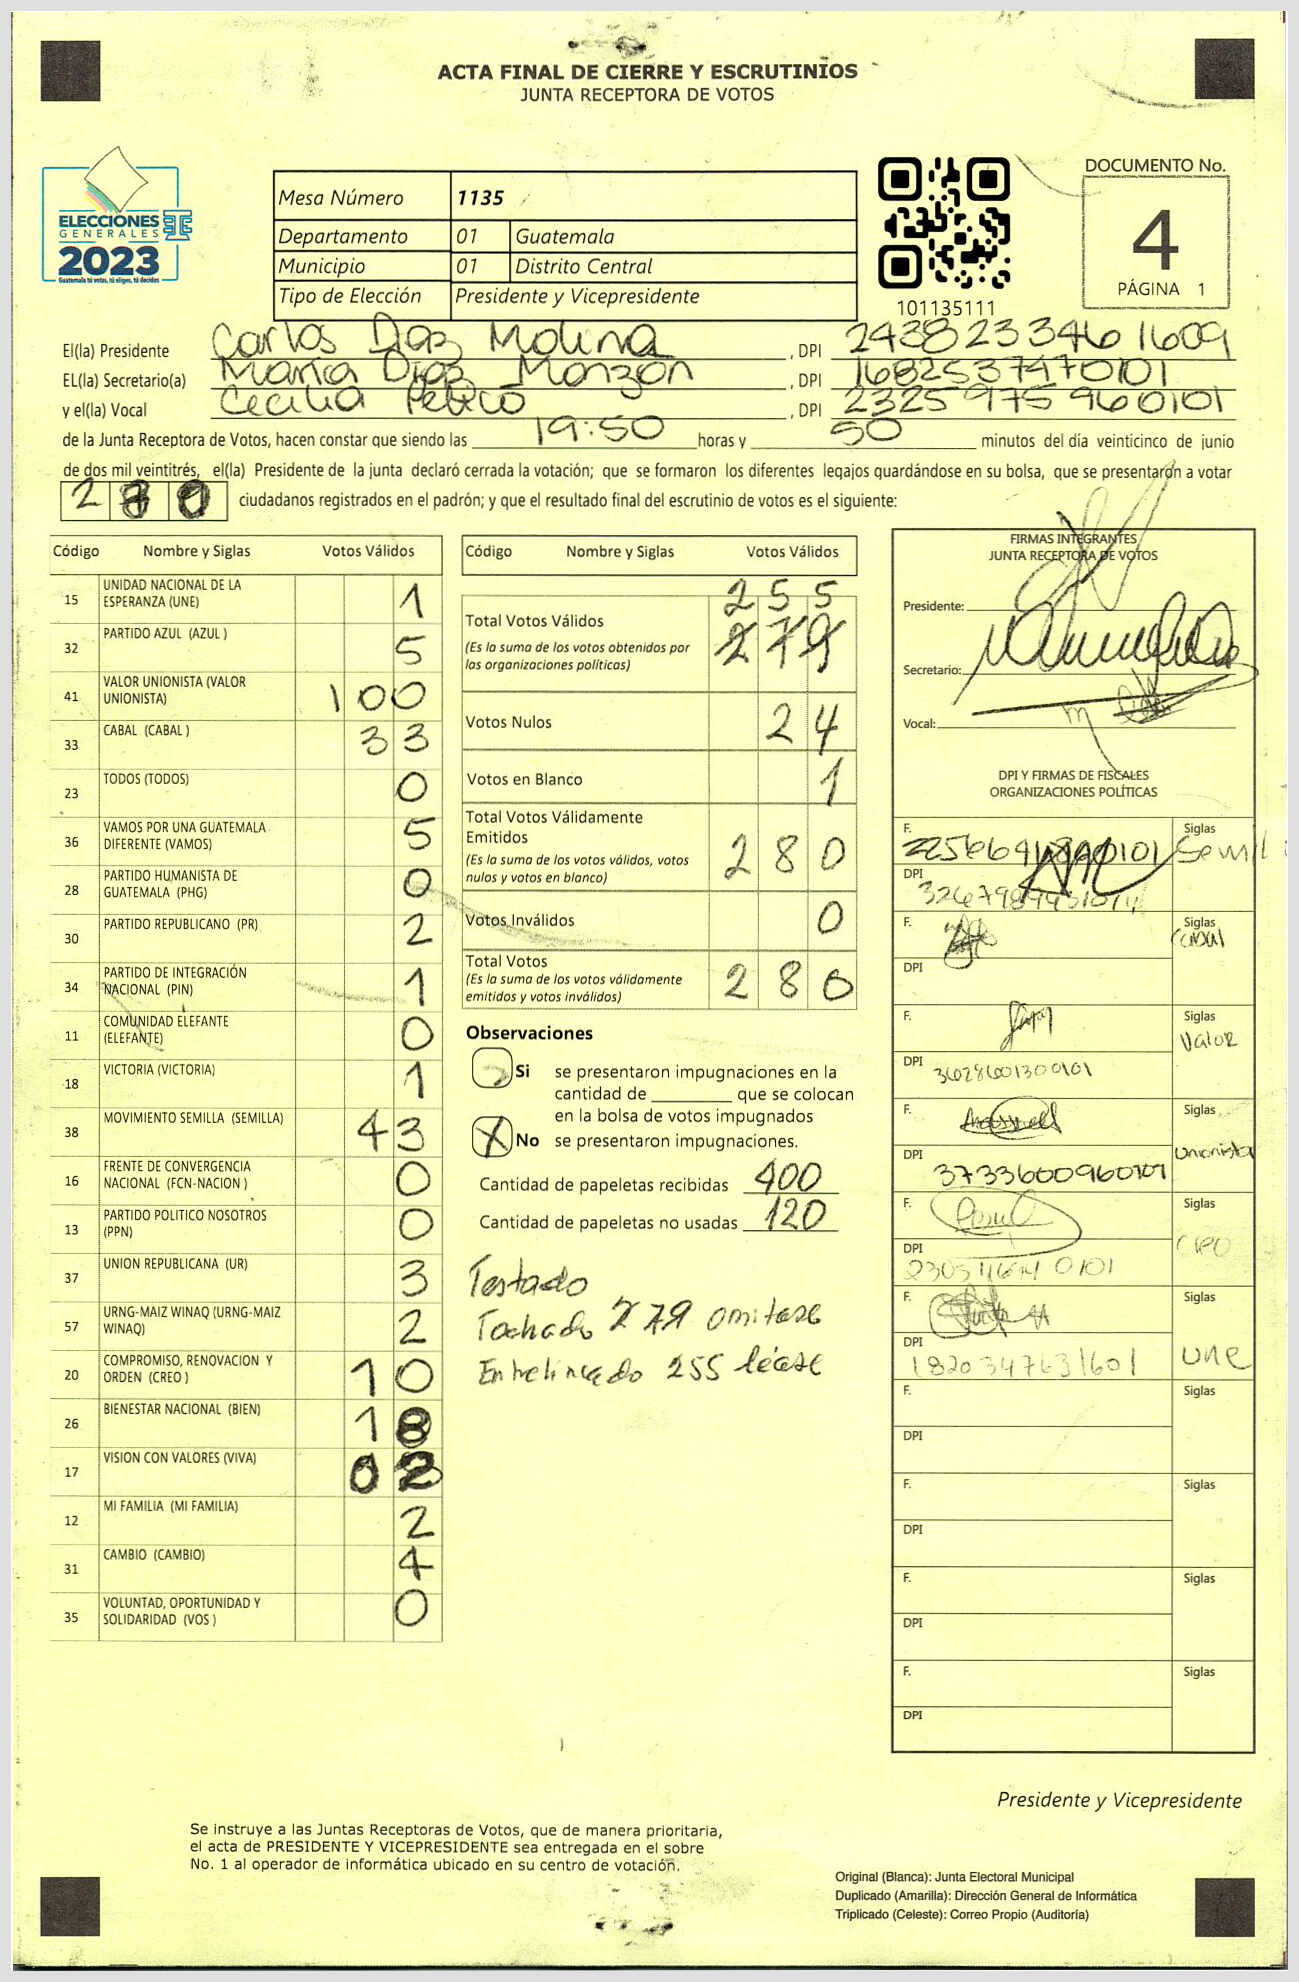 ACTA FINAL DE CIERRE Y ESCRUTINIOS
JUNTA RECEPTORA DE VOTOS
ELECCIONES
GENERALES
2023
Guatemala tú votas, tú eliges, tú decides
Mesa Número 1135
Departamento 01 Guatemala
Municipio 01 Distrito Central
Tipo de Elección Presidente y Vicepresidente
101135111
DOCUMENTO No.
4
PÁGINA 1
El(la) Presidente Carlos Díaz Molina, DPI 2438233461609
EL(la) Secretario(a) María Díaz Monzón, DPI 1682537470101
y el(la) Vocal Cecilia, DPI 2325975960101
de la Junta Receptora de Votos, hacen constar que siendo las 19:50 horas y 50 minutos del día veinticinco de junio
de dos mil veintitrés, el(la) Presidente de la junta declaró cerrada la votación; que se formaron los diferentes legajos quardándose en su bolsa, que se presentarón a votar
280 ciudadanos registrados en el padrón; y que el resultado final del escrutinio de votos es el siguiente:
Código Nombre y Siglas Votos Válidos
15 UNIDAD NACIONAL DE LA ESPERANZA (UNE) 1
32 PARTIDO AZUL (AZUL ) 5
41 VALOR UNIONISTA (VALOR UNIONISTA) 100
33 CABAL (CABAL ) 33
23 TODOS (TODOS) 0
36 VAMOS POR UNA GUATEMALA DIFERENTE (VAMOS) 5
28 PARTIDO HUMANISTA DE GUATEMALA (PHG) 0
30 PARTIDO REPUBLICANO (PR) 2
34 PARTIDO DE INTEGRACIÓN NACIONAL (PIN) 1
11 COMUNIDAD ELEFANTE (ELEFANTE) 0
18 VICTORIA (VICTORIA) 1
38 MOVIMIENTO SEMILLA (SEMILLA) 43
16 FRENTE DE CONVERGENCIA NACIONAL (FCN-NACION ) 0
13 PARTIDO POLITICO NOSOTROS (PPN) 0
37 UNION REPUBLICANA (UR) 3
57 URNG-MAIZ WINAQ (URNG-MAIZ WINAQ) 2
20 COMPROMISO, RENOVACION Y ORDEN (CREO ) 10
26 BIENESTAR NACIONAL (BIEN) 18
17 VISION CON VALORES (VIVA)
12 MI FAMILIA (MI FAMILIA) 2
31 CAMBIO (CAMBIO) 4
35 VOLUNTAD, OPORTUNIDAD Y SOLIDARIDAD (VOS ) 0
Código Nombre y Siglas Votos Válidos
255
Total Votos Válidos 279
(Es la suma de los votos obtenidos por
las organizaciones políticas)
Votos Nulos 24
Votos en Blanco 1
Total Votos Válidamente
Emitidos 280
(Es la suma de los votos válidos, votos
nulos y votos en blanco)
Votos Inválidos 0
Total Votos 280
(Es la suma de los votos válidamente
emitidos y votos inválidos)
Observaciones
Si se presentaron impugnaciones en la
cantidad de ________ que se colocan
en la bolsa de votos impugnados
X No se presentaron impugnaciones.
Cantidad de papeletas recibidas 400
Cantidad de papeletas no usadas 120
Testado
Tachado 279 omitase
Entrelineado 255 léase
FIRMAS INTEGRANTES
JUNTA RECEPTORA DE VOTOS
Presidente:
Secretario:
Vocal:
DPI Y FIRMAS DE FISCALES
ORGANIZACIONES POLÍTICAS
F. Siglas Semil
DPI
F. Siglas Cabal
DPI
F. Siglas Valor
DPI 36286001300101
F. Siglas
DPI 3733600960101 Unionista
F. Siglas Creo
DPI
F. Siglas
DPI 1820347631601 une
F. Siglas
DPI
F. Siglas
DPI
F. Siglas
DPI
F. Siglas
DPI
Presidente y Vicepresidente
Se instruye a las Juntas Receptoras de Votos, que de manera prioritaria,
el acta de PRESIDENTE Y VICEPRESIDENTE sea entregada en el sobre
No. 1 al operador de informática ubicado en su centro de votación.
Original (Blanca): Junta Electoral Municipal
Duplicado (Amarilla): Dirección General de Informática
Triplicado (Celeste): Correo Propio (Auditoría)